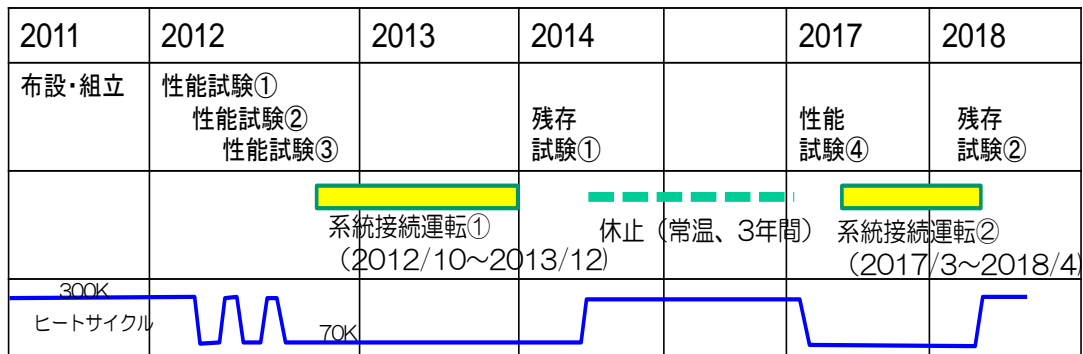 2011 2012 2013 2014 2017 2018
布設・組立
性能試験①
性能試験②
性能試験③
残存
試験①
性能
試験④
残存
試験②
系統接続運転①
（2012/10～2013/12)
休止（常温、3年間）
系統接続運転②
（2017/3～2018/4)
300K
ヒートサイクル
70K